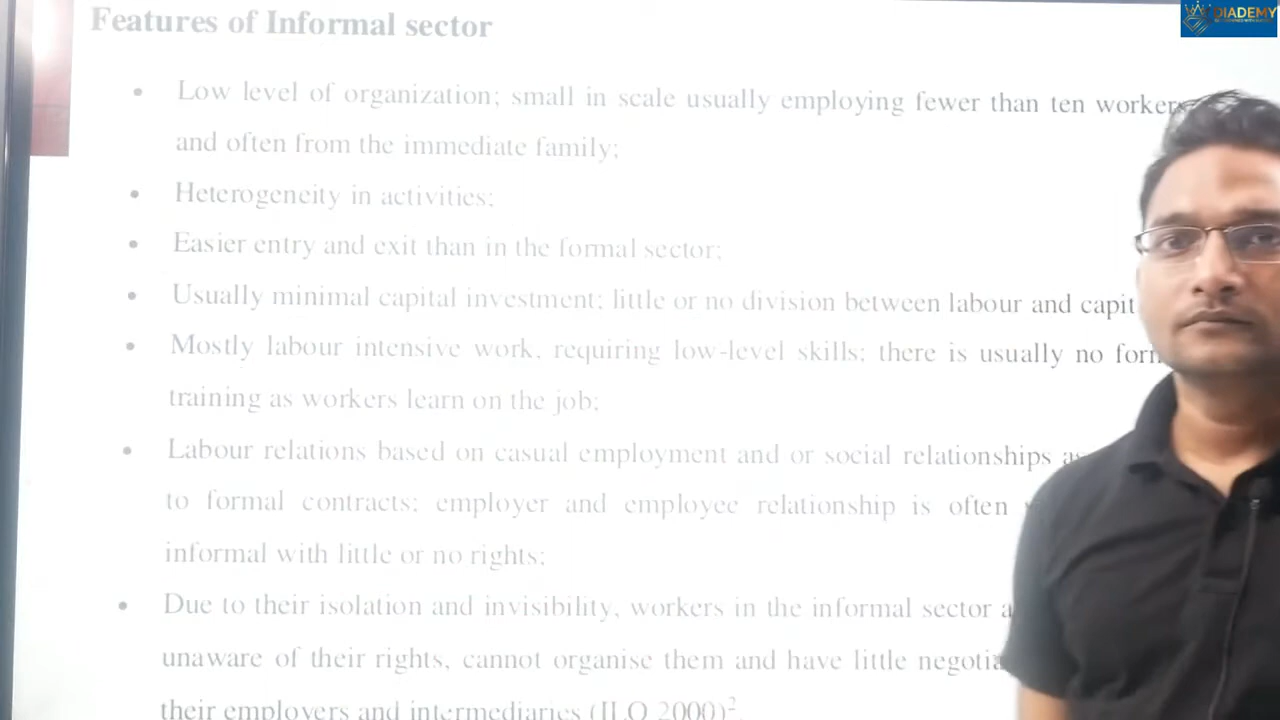 DIADEMY
Features of Informal sector
• Low level of organization; small in scale usually employing fewer than ten workers
and often from the immediate family;
• Heterogeneity in activities;
• Easier entry and exit than in the formal sector;
• Usually minimal capital investment; little or no division between labour and capit
• Mostly labour intensive work, requiring low-level skills; there is usually no form
training as workers learn on the job;
• Labour relations based on casual employment and or social relationships as
to formal contracts; employer and employee relationship is often
informal with little or no rights;
• Due to their isolation and invisibility, workers in the informal sector a
unaware of their rights, cannot organise them and have little negotia
their employers and intermediaries (ILO 2000)².